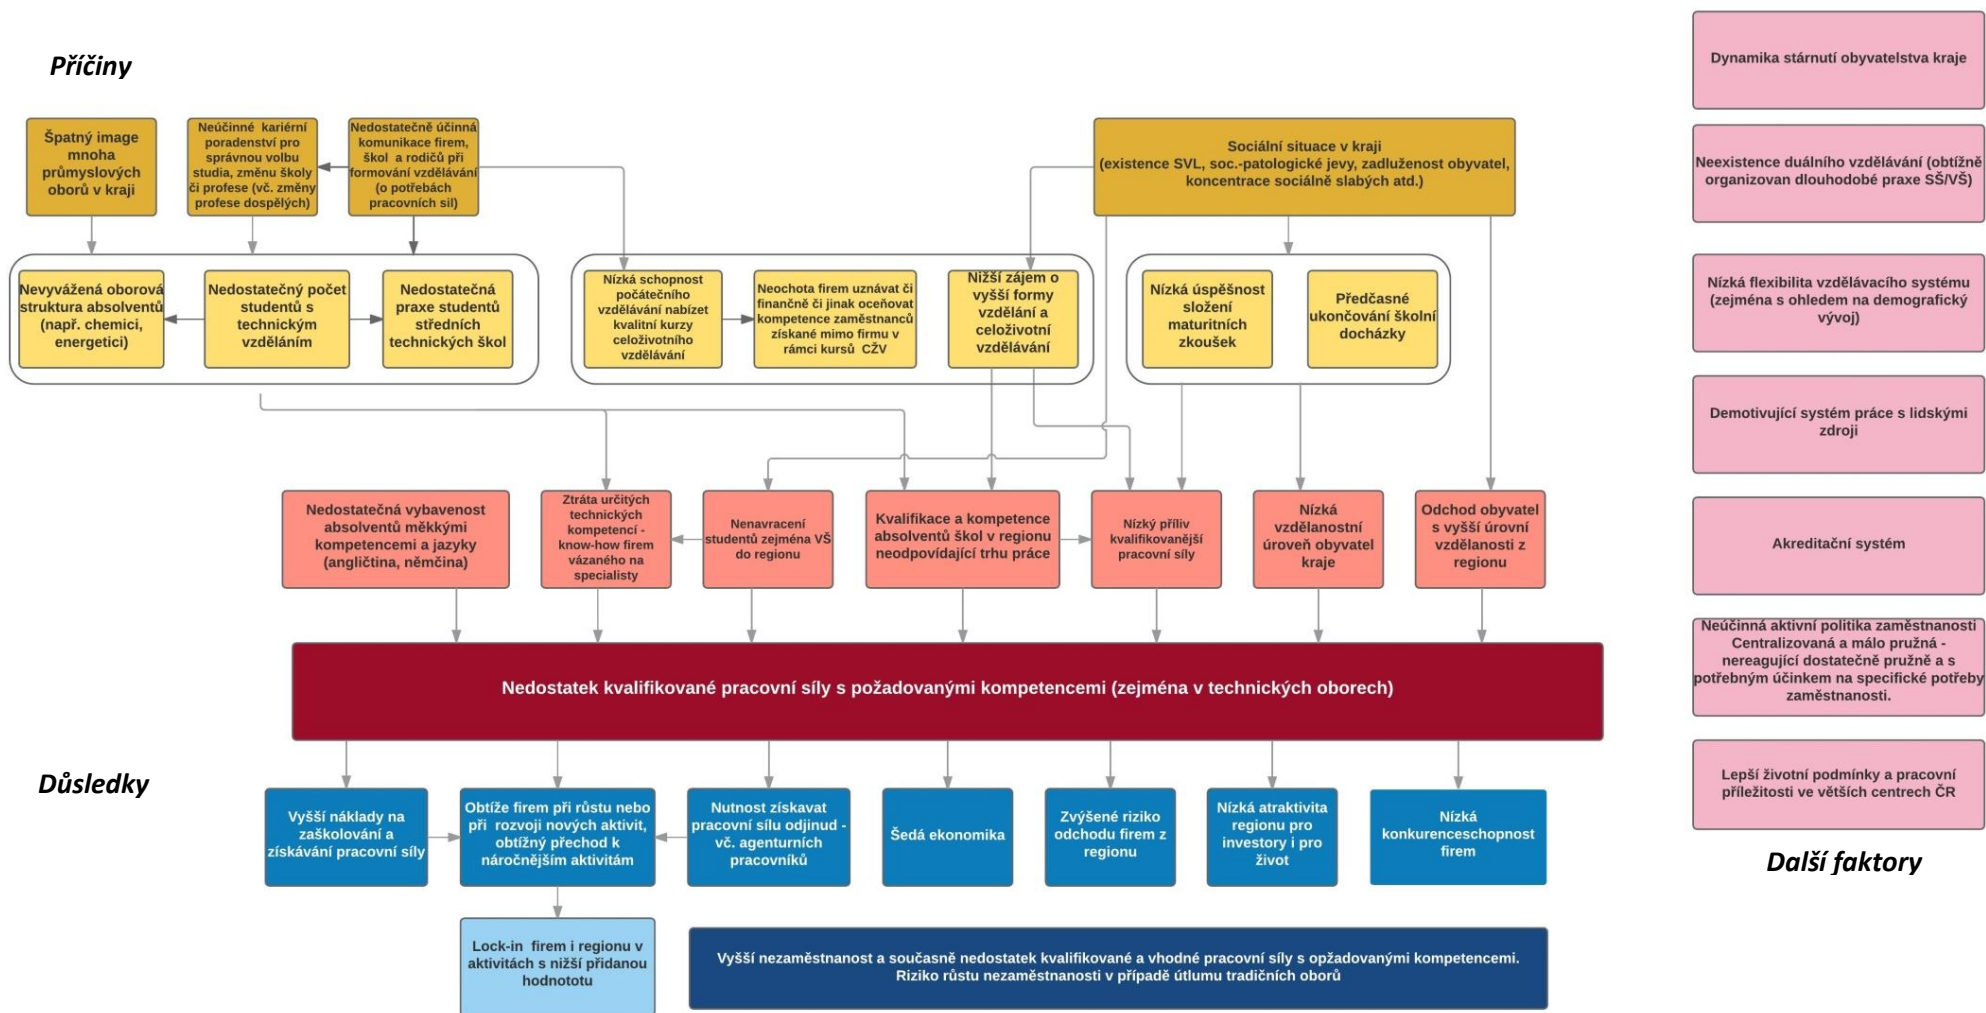 Příčiny
Špatný image
mnoha
průmyslových
oborů v kraji
Neúčinné kariérní
poradenství pro
správnou volbu
studia, změnu školy
či profese (vč. změny
profese dospělých)
Nedostatečně účinná
komunikace firem,
škol a rodičů při
formování vzdělávání
(o potřebách
pracovních sil)
Sociální situace v kraji
(existence SVL, soc.-patologické jevy, zadluženost obyvatel,
koncentrace sociálně slabých atd.)
Nevyvážená oborová
struktura absolventů
(např. chemici,
energetici)
Nedostatečný počet
studentů s
technickým
vzděláním
Nedostatečná
praxe studentů
středních
technických škol
Nízká schopnost
počátečního
vzdělávání nabízet
kvalitní kurzy
celoživotního
vzdělávání
Neochota firem uznávat či
finančně či jinak oceňovat
kompetence zaměstnanců
získané mimo firmu v
rámci kursů CŽV
Nižší zájem o
vyšší formy
vzdělání a
celoživotní
vzdělávání
Nízká úspěšnost
složení
maturitních
zkoušek
Předčasné
ukončování školní
docházky
Nedostatečná vybavenost
absolventů měkkými
kompetencemi a jazyky
(angličtina, němčina)
Ztráta určitých
technických
kompetencí -
know-how firem
vázaného na
specialisty
Nenavracení
studentů zejména VŠ
do regionu
Kvalifikace a kompetence
absolventů škol v regionu
neodpovídající trhu práce
Nízký příliv
kvalifikovanější
pracovní síly
Nízká
vzdělanostní
úroveň obyvatel
kraje
Odchod obyvatel
s vyšší úrovní
vzdělanosti z
regionu
Nedostatek kvalifikované pracovní síly s požadovanými kompetencemi (zejména v technických oborech)
Důsledky
Vyšší náklady na
zaškolování a
získávání pracovní síly
Obtíže firem při růstu nebo
při rozvoji nových aktivit,
obtížný přechod k
náročnějším aktivitám
Nutnost získavat
pracovní sílu odjinud -
vč. agenturních
pracovníků
Šedá ekonomika
Zvýšené riziko
odchodu firem z
regionu
Nízká atraktivita
regionu pro
investory i pro
život
Nízká
konkurenceschopnost
firem
Lock-in firem i regionu v
aktivitách s nižší přidanou
hodnototu
Vyšší nezaměstnanost a současně nedostatek kvalifikované a vhodné pracovní síly s opžadovanými kompetencemi.
Riziko růstu nezaměstnanosti v případě útlumu tradičních oborů
Dynamika stárnutí obyvatelstva kraje
Neexistence duálního vzdělávání (obtížně
organizovan dlouhodobé praxe SŠ/VŠ)
Nízká flexibilita vzdělávacího systému
(zejména s ohledem na demografický
vývoj)
Demotivující systém práce s lidskými
zdroji
Akreditační systém
Neúčinná aktivní politika zaměstnanosti
Centralizovaná a málo pružná -
nereagující dostatečně pružně a s
potřebným účinkem na specifické potřeby
zaměstnanosti.
Lepší životní podmínky a pracovní
příležitosti ve větších centrech ČR
Další faktory